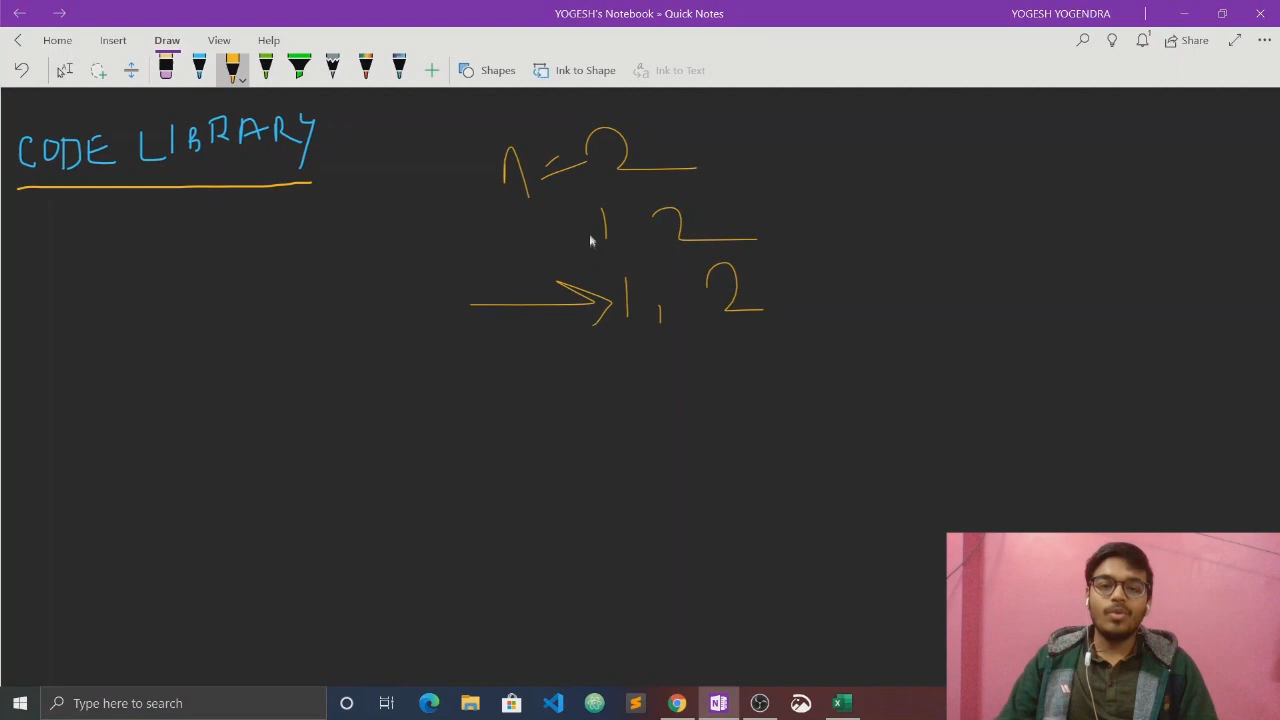 YOGESH's Notebook » Quick Notes
YOGESH YOGENDRA
Home Insert Draw View Help
Share
Shapes
Ink to Shape
Ink to Text
CODE LIBRARY
n = 2
1 2
1, 2
Type here to search